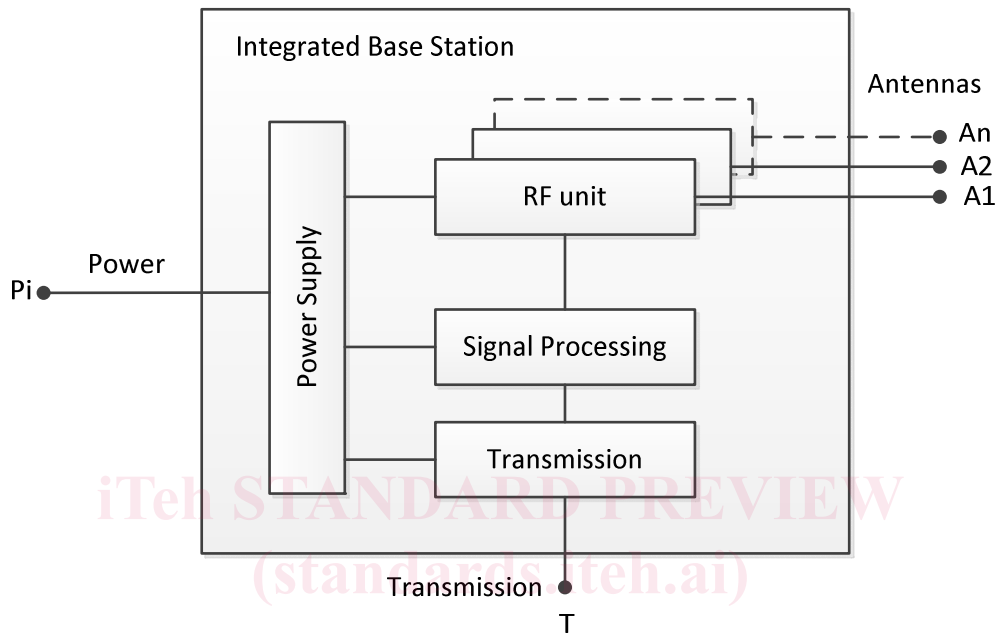 Integrated Base Station
Antennas
An
A2
A1
RF unit
Power
Pi
Power Supply
Signal Processing
Transmission
iTeh STANDARD PREVIEW
(standards.iteh.ai)
Transmission
T